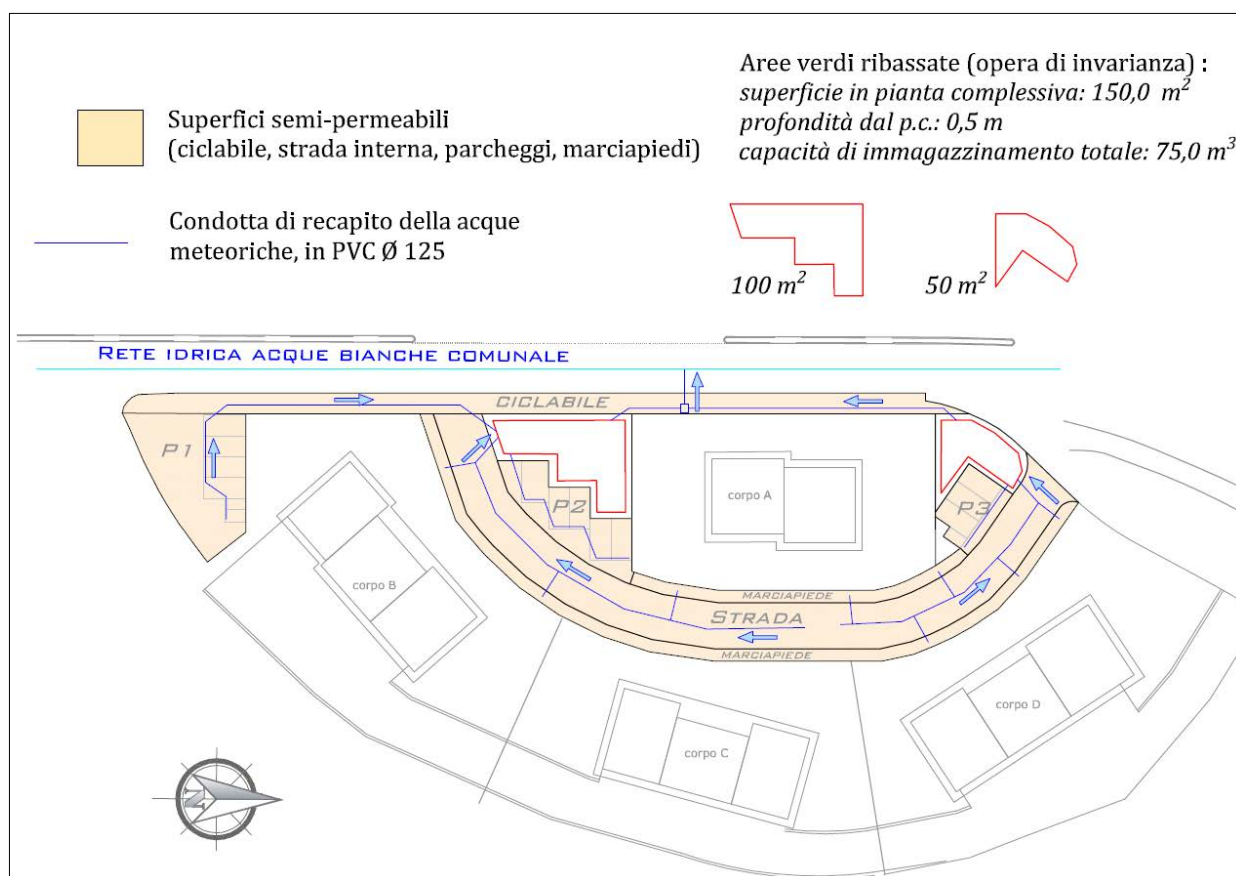 Aree verdi ribassate (opera di invarianza) :
superficie in pianta complessiva: 150,0 m²
profondità dal p.c.: 0,5 m
capacità di immagazzinamento totale: 75,0 m³
Superfici semi-permeabili
(ciclabile, strada interna, parcheggi, marciapiedi)
Condotta di recapito della acque
meteoriche, in PVC Ø 125
100 m²
50 m²
RETE IDRICA ACQUE BIANCHE COMUNALE
CICLABILE
P1
P2
corpo A
P3
corpo B
MARCIAPIEDE
STRADA
MARCIAPIEDE
corpo D
corpo C
N